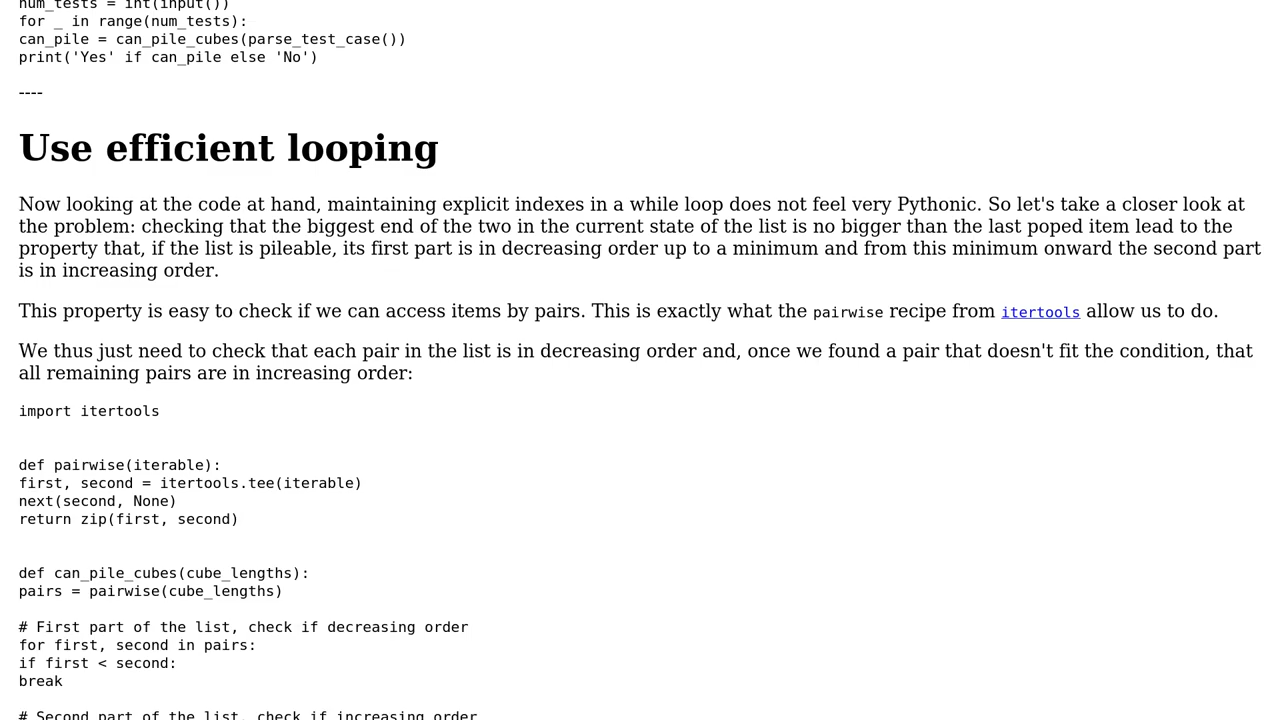 num_tests = int(input())
for _ in range(num_tests):
can_pile = can_pile_cubes(parse_test_case())
print('Yes' if can_pile else 'No')
----
Use efficient looping
Now looking at the code at hand, maintaining explicit indexes in a while loop does not feel very Pythonic. So let's take a closer look at
the problem: checking that the biggest end of the two in the current state of the list is no bigger than the last poped item lead to the
property that, if the list is pileable, its first part is in decreasing order up to a minimum and from this minimum onward the second part
is in increasing order.
This property is easy to check if we can access items by pairs. This is exactly what the pairwise recipe from itertools allow us to do.
We thus just need to check that each pair in the list is in decreasing order and, once we found a pair that doesn't fit the condition, that
all remaining pairs are in increasing order:
import itertools
def pairwise(iterable):
first, second = itertools.tee(iterable)
next(second, None)
return zip(first, second)
def can_pile_cubes(cube_lengths):
pairs = pairwise(cube_lengths)
# First part of the list, check if decreasing order
for first, second in pairs:
if first < second:
break
# Second part of the list, check if increasing order